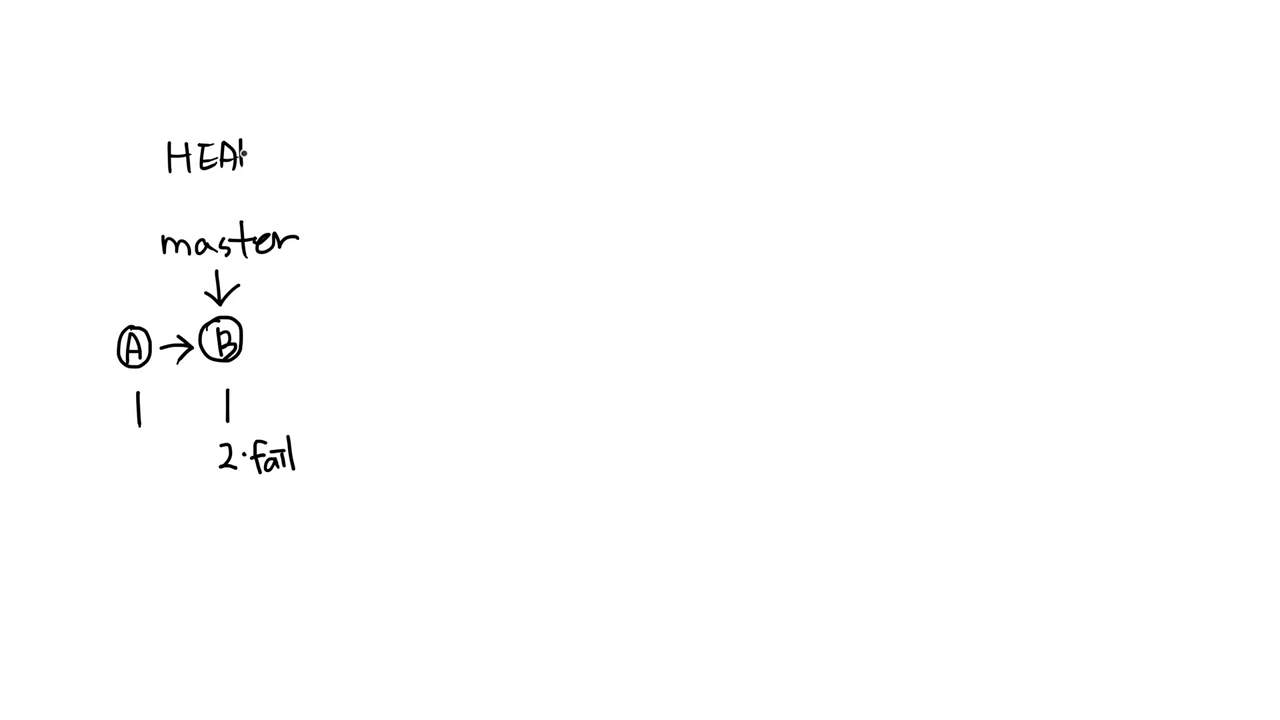 HEA
master
A → B
1 1
2.fail